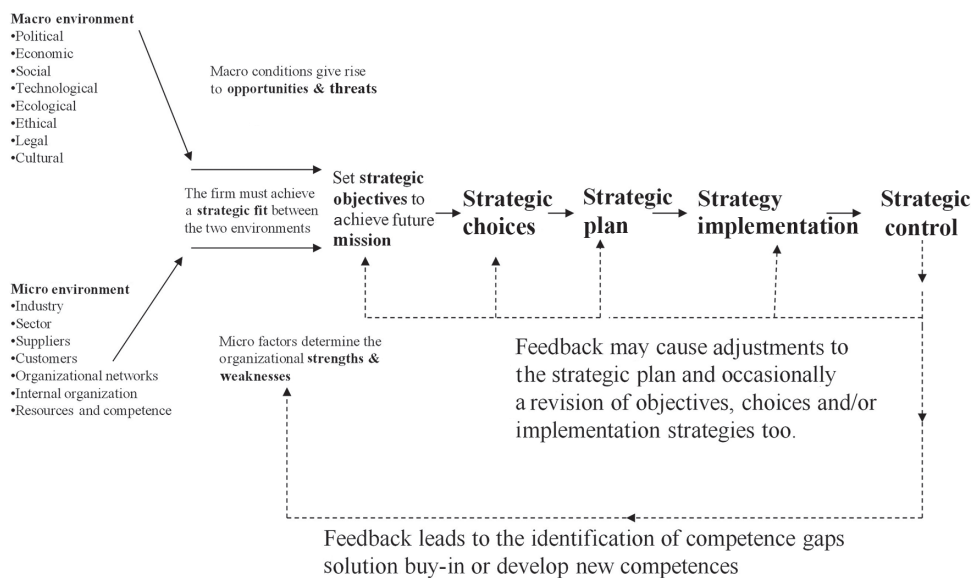 Macro environment
•Political
•Economic
•Social
•Technological
•Ecological
•Ethical
•Legal
•Cultural
Macro conditions give rise
to opportunities & threats
The firm must achieve
a strategic fit between
the two environments
Set strategic
objectives to
achieve future
mission
Strategic
choices
Strategic
plan
Strategy
implementation
Strategic
control
Micro environment
•Industry
•Sector
•Suppliers
•Customers
•Organizational networks
•Internal organization
•Resources and competence
Micro factors determine the
organizational strengths &
weaknesses
Feedback may cause adjustments to
the strategic plan and occasionally
a revision of objectives, choices and/or
implementation strategies too.
Feedback leads to the identification of competence gaps
solution buy-in or develop new competences